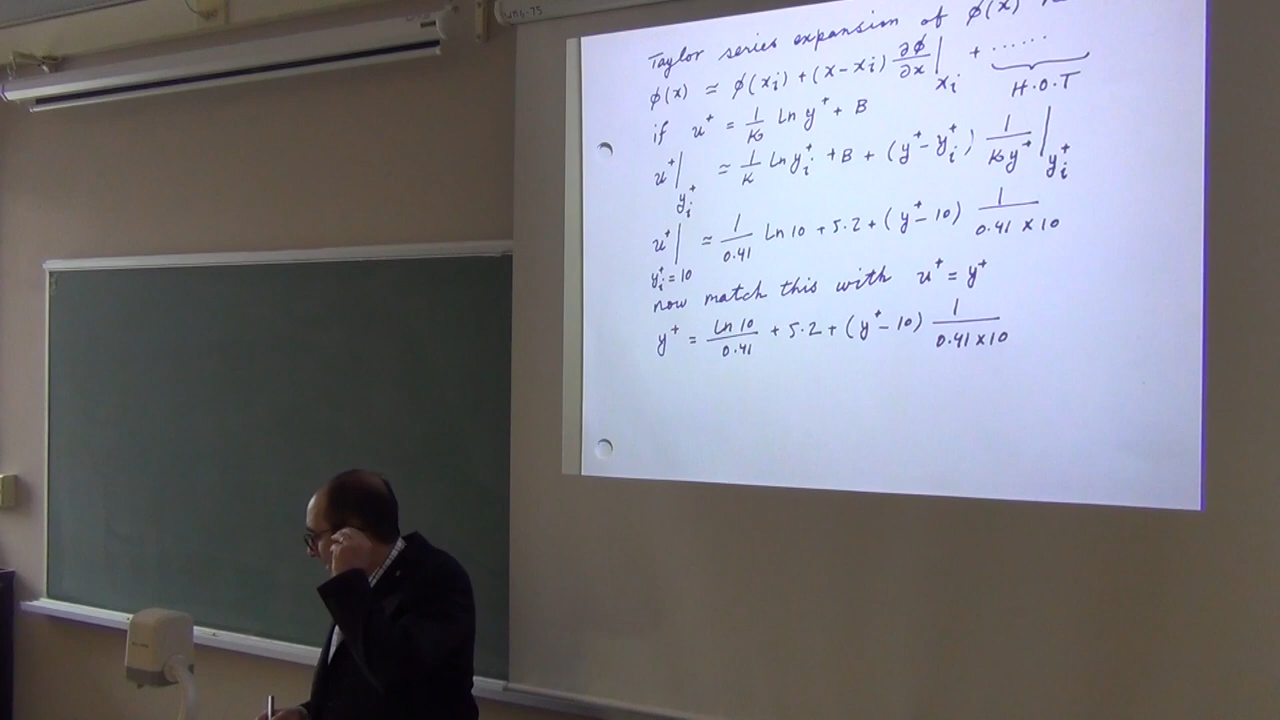 Taylor series expansion of ϕ(x)
ϕ(x) ≃ ϕ(xi) + (x-xi) ∂ϕ/∂x |xi + ...... H.O.T
if u⁺ = 1/κ Ln y⁺ + B
u⁺|yi⁺ ≃ 1/κ Ln yi⁺ + B + (y⁺- yi⁺) 1/κy⁺ |yi⁺
u⁺|yi⁺=10 ≃ 1/0.41 Ln 10 + 5.2 + (y⁺- 10) 1/0.41 x 10
now match this with u⁺ = y⁺
y⁺ = Ln 10/0.41 + 5.2 + (y⁺- 10) 1/0.41 x 10